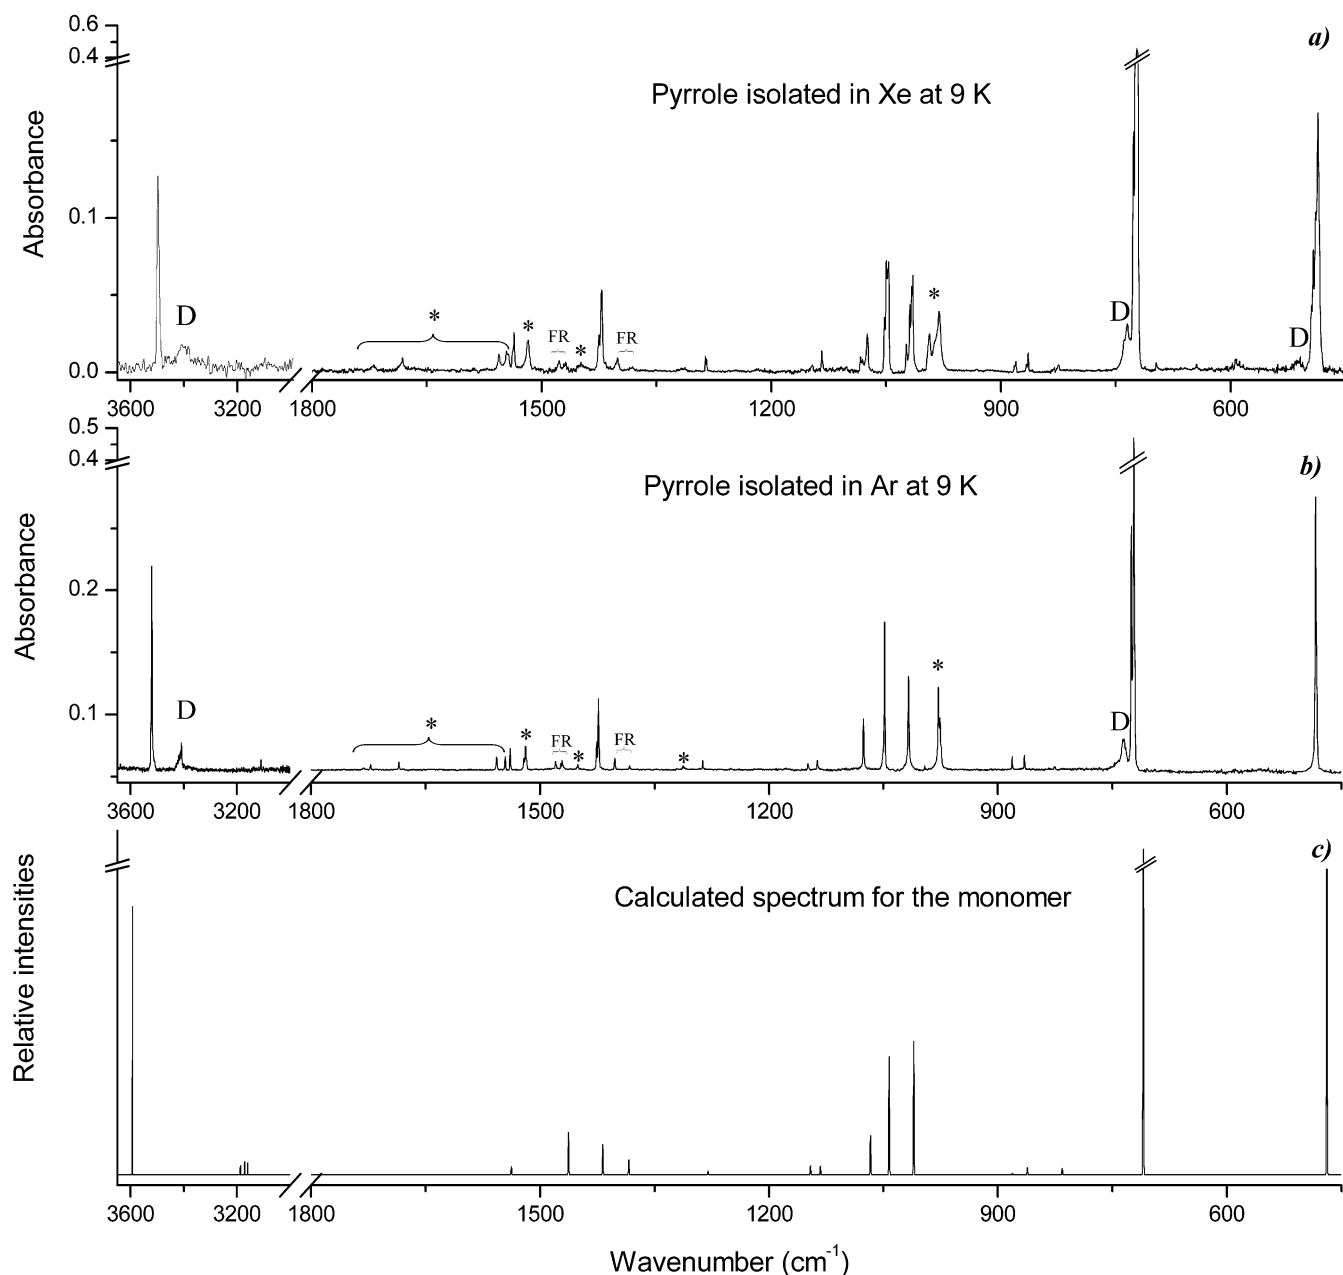 0.6
0.4
a)
Pyrrole isolated in Xe at 9 K
Absorbance
0.1
D
*
*
FR
*
FR
*
D
D
0.0
3600 3200 1800 1500 1200 900 600
0.5
0.4
b)
Pyrrole isolated in Ar at 9 K
Absorbance
0.2
0.1
D
*
*
FR
*
FR
*
*
D
3600 3200 1800 1500 1200 900 600
c)
Calculated spectrum for the monomer
Relative intensities
3600 3200 1800 1500 1200 900 600
Wavenumber (cm⁻¹)